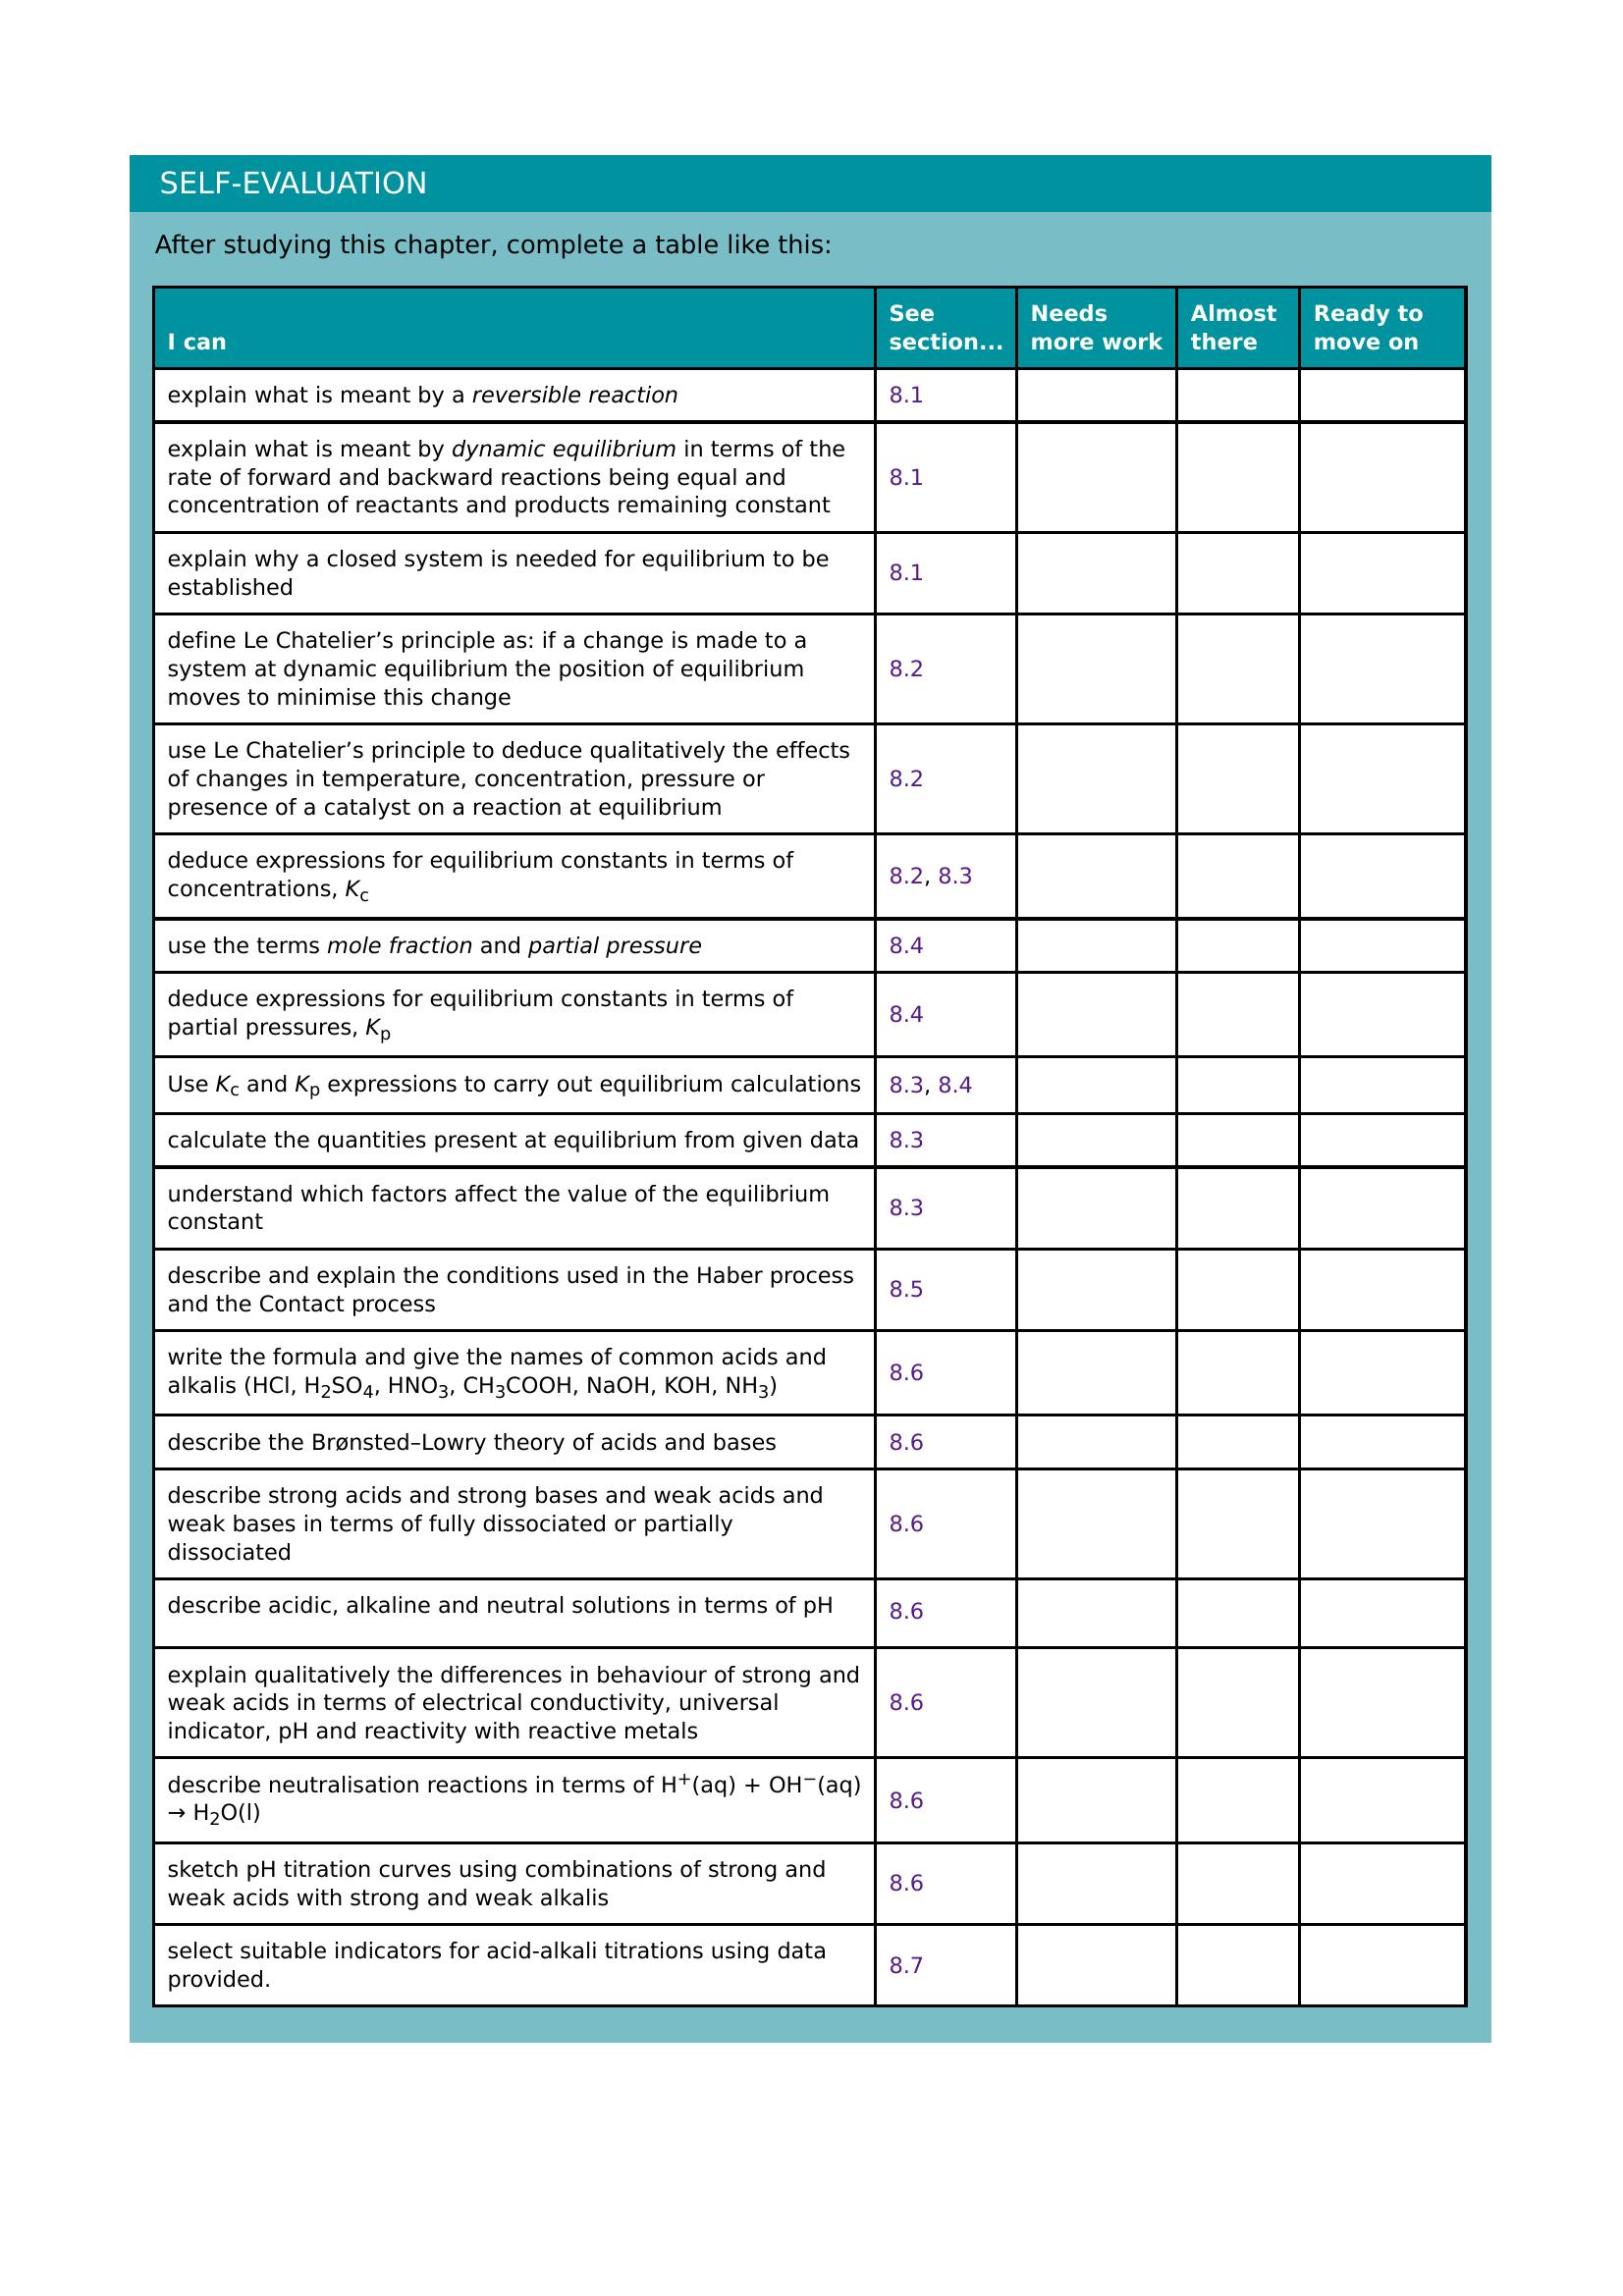 SELF-EVALUATION
After studying this chapter, complete a table like this:
I can
See
section...
Needs
more work
Almost
there
Ready to
move on
explain what is meant by a reversible reaction
8.1
explain what is meant by dynamic equilibrium in terms of the
rate of forward and backward reactions being equal and
concentration of reactants and products remaining constant
8.1
explain why a closed system is needed for equilibrium to be
established
8.1
define Le Chatelier’s principle as: if a change is made to a
system at dynamic equilibrium the position of equilibrium
moves to minimise this change
8.2
use Le Chatelier’s principle to deduce qualitatively the effects
of changes in temperature, concentration, pressure or
presence of a catalyst on a reaction at equilibrium
8.2
deduce expressions for equilibrium constants in terms of
concentrations, Kc
8.2, 8.3
use the terms mole fraction and partial pressure
8.4
deduce expressions for equilibrium constants in terms of
partial pressures, Kp
8.4
Use Kc and Kp expressions to carry out equilibrium calculations
8.3, 8.4
calculate the quantities present at equilibrium from given data
8.3
understand which factors affect the value of the equilibrium
constant
8.3
describe and explain the conditions used in the Haber process
and the Contact process
8.5
write the formula and give the names of common acids and
alkalis (HCl, H₂SO₄, HNO₃, CH₃COOH, NaOH, KOH, NH₃)
8.6
describe the Brønsted–Lowry theory of acids and bases
8.6
describe strong acids and strong bases and weak acids and
weak bases in terms of fully dissociated or partially
dissociated
8.6
describe acidic, alkaline and neutral solutions in terms of pH
8.6
explain qualitatively the differences in behaviour of strong and
weak acids in terms of electrical conductivity, universal
indicator, pH and reactivity with reactive metals
8.6
describe neutralisation reactions in terms of H⁺(aq) + OH⁻(aq)
→ H₂O(l)
8.6
sketch pH titration curves using combinations of strong and
weak acids with strong and weak alkalis
8.6
select suitable indicators for acid-alkali titrations using data
provided.
8.7